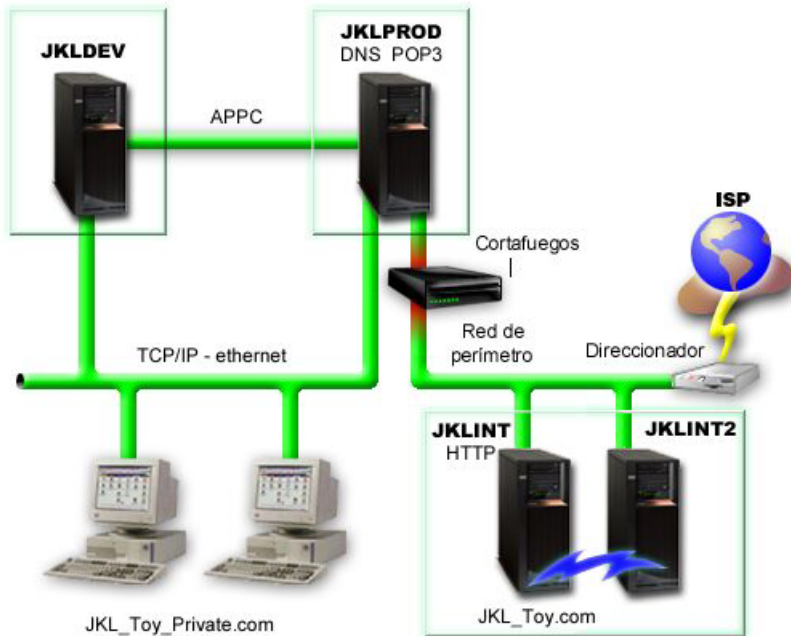 JKLDEV
JKLPROD
DNS POP3
APPC
ISP
Cortafuegos
TCP/IP - ethernet
Red de
perímetro
Direccionador
JKLINT
HTTP
JKLINT2
JKL_Toy.com
JKL_Toy_Private.com